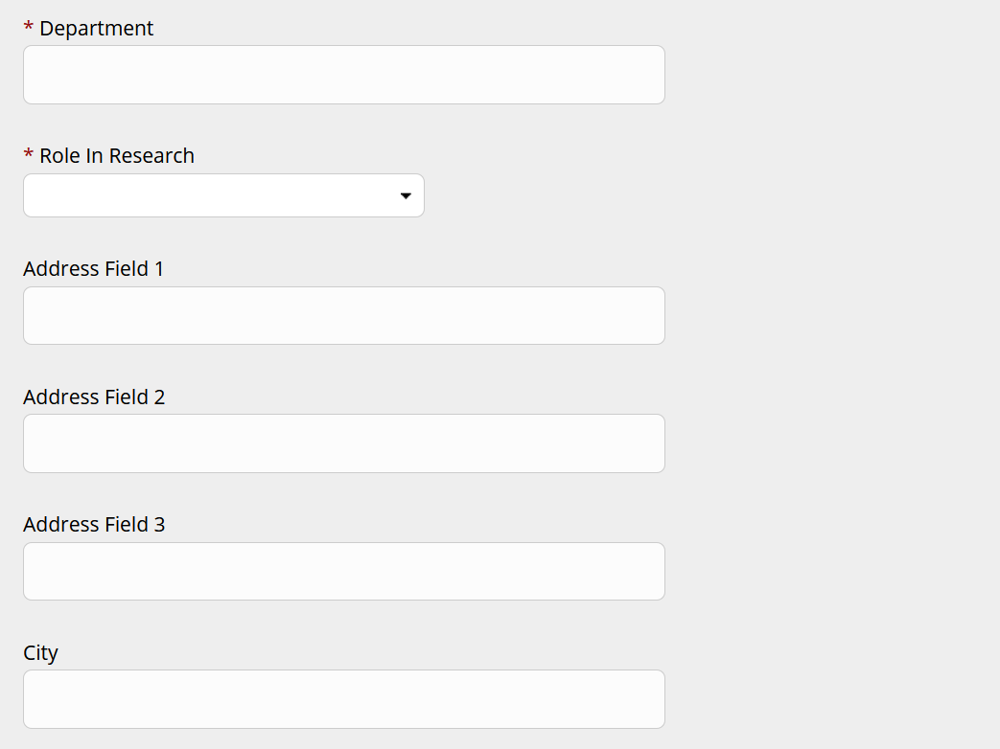 * Department
* Role In Research
Address Field 1
Address Field 2
Address Field 3
City